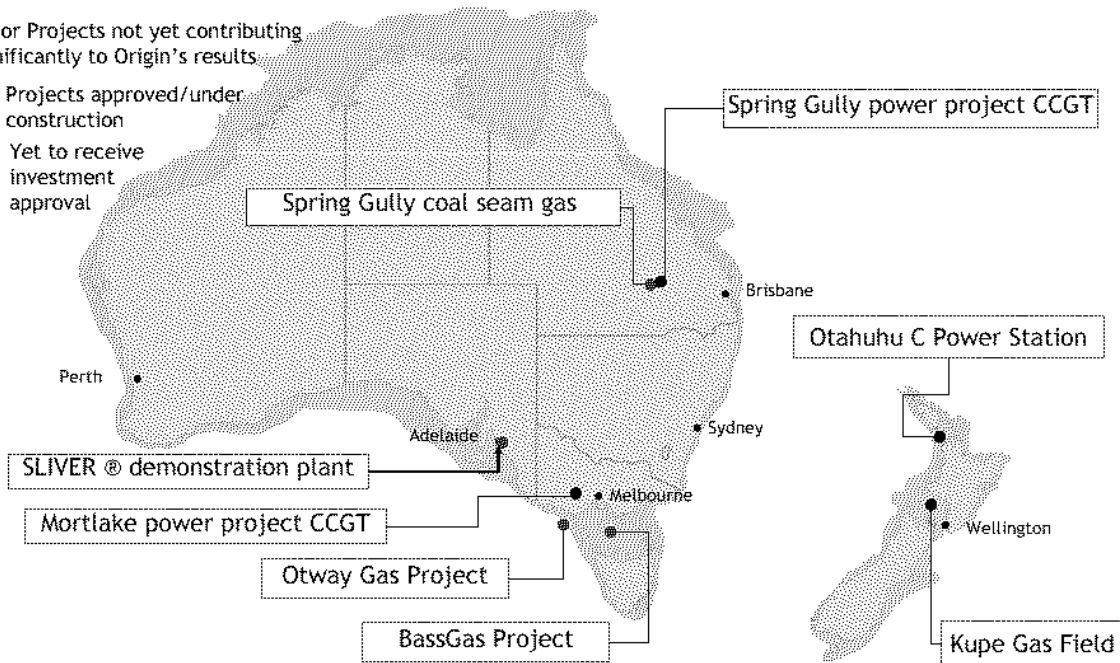 or Projects not yet contributing
nificantly to Origin's results
Projects approved/under
construction
Yet to receive
investment
approval
Spring Gully power project CCGT
Spring Gully coal seam gas
Brisbane
Otahuhu C Power Station
Perth
Sydney
Adelaide
SLIVER ® demonstration plant
Melbourne
Mortlake power project CCGT
Wellington
Otway Gas Project
BassGas Project
Kupe Gas Field